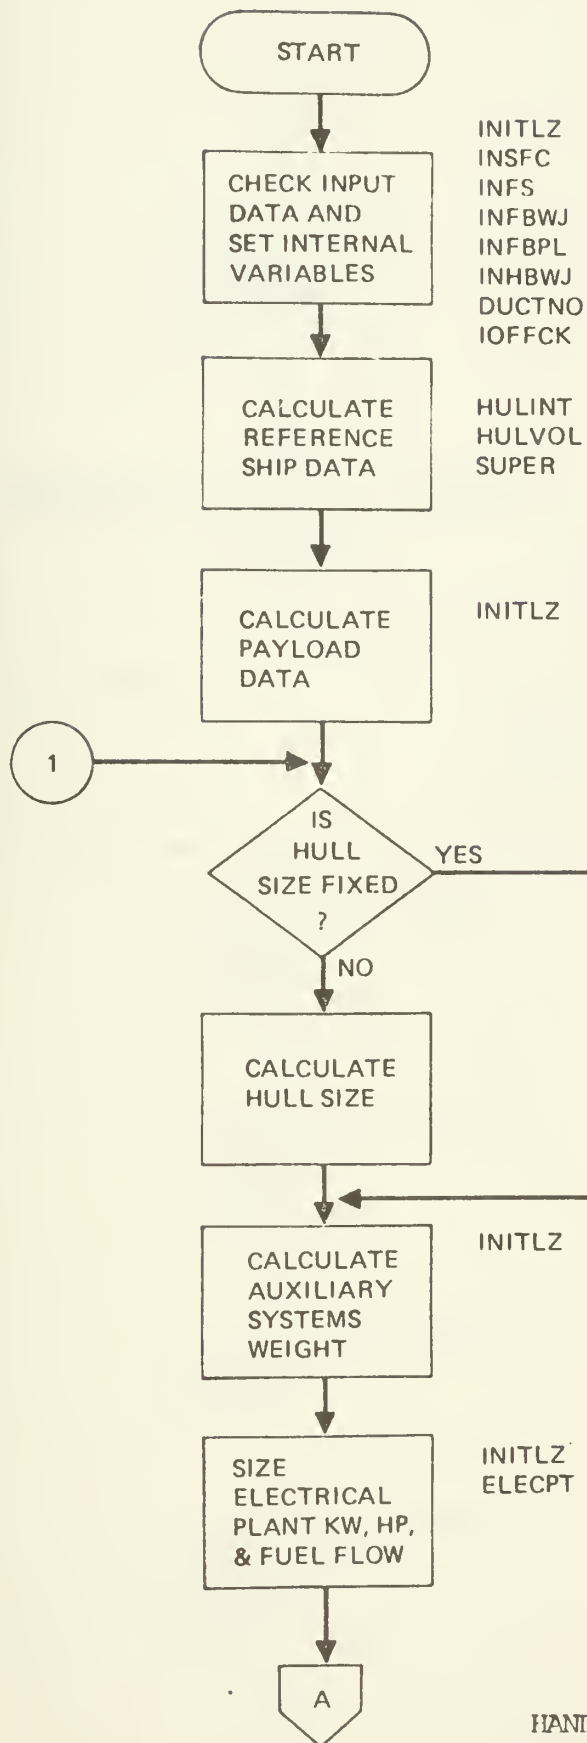 START
CHECK INPUT
DATA AND
SET INTERNAL
VARIABLES
INITLZ
INSFC
INFS
INFBWJ
INFBPL
INHBWJ
DUCTNO
IOFFCK
CALCULATE
REFERENCE
SHIP DATA
HULINT
HULVOL
SUPER
CALCULATE
PAYLOAD
DATA
INITLZ
1
IS
HULL
SIZE FIXED
?
YES
NO
CALCULATE
HULL SIZE
CALCULATE
AUXILIARY
SYSTEMS
WEIGHT
INITLZ
SIZE
ELECTRICAL
PLANT KW, HP,
& FUEL FLOW
INITLZ
ELECPT
A